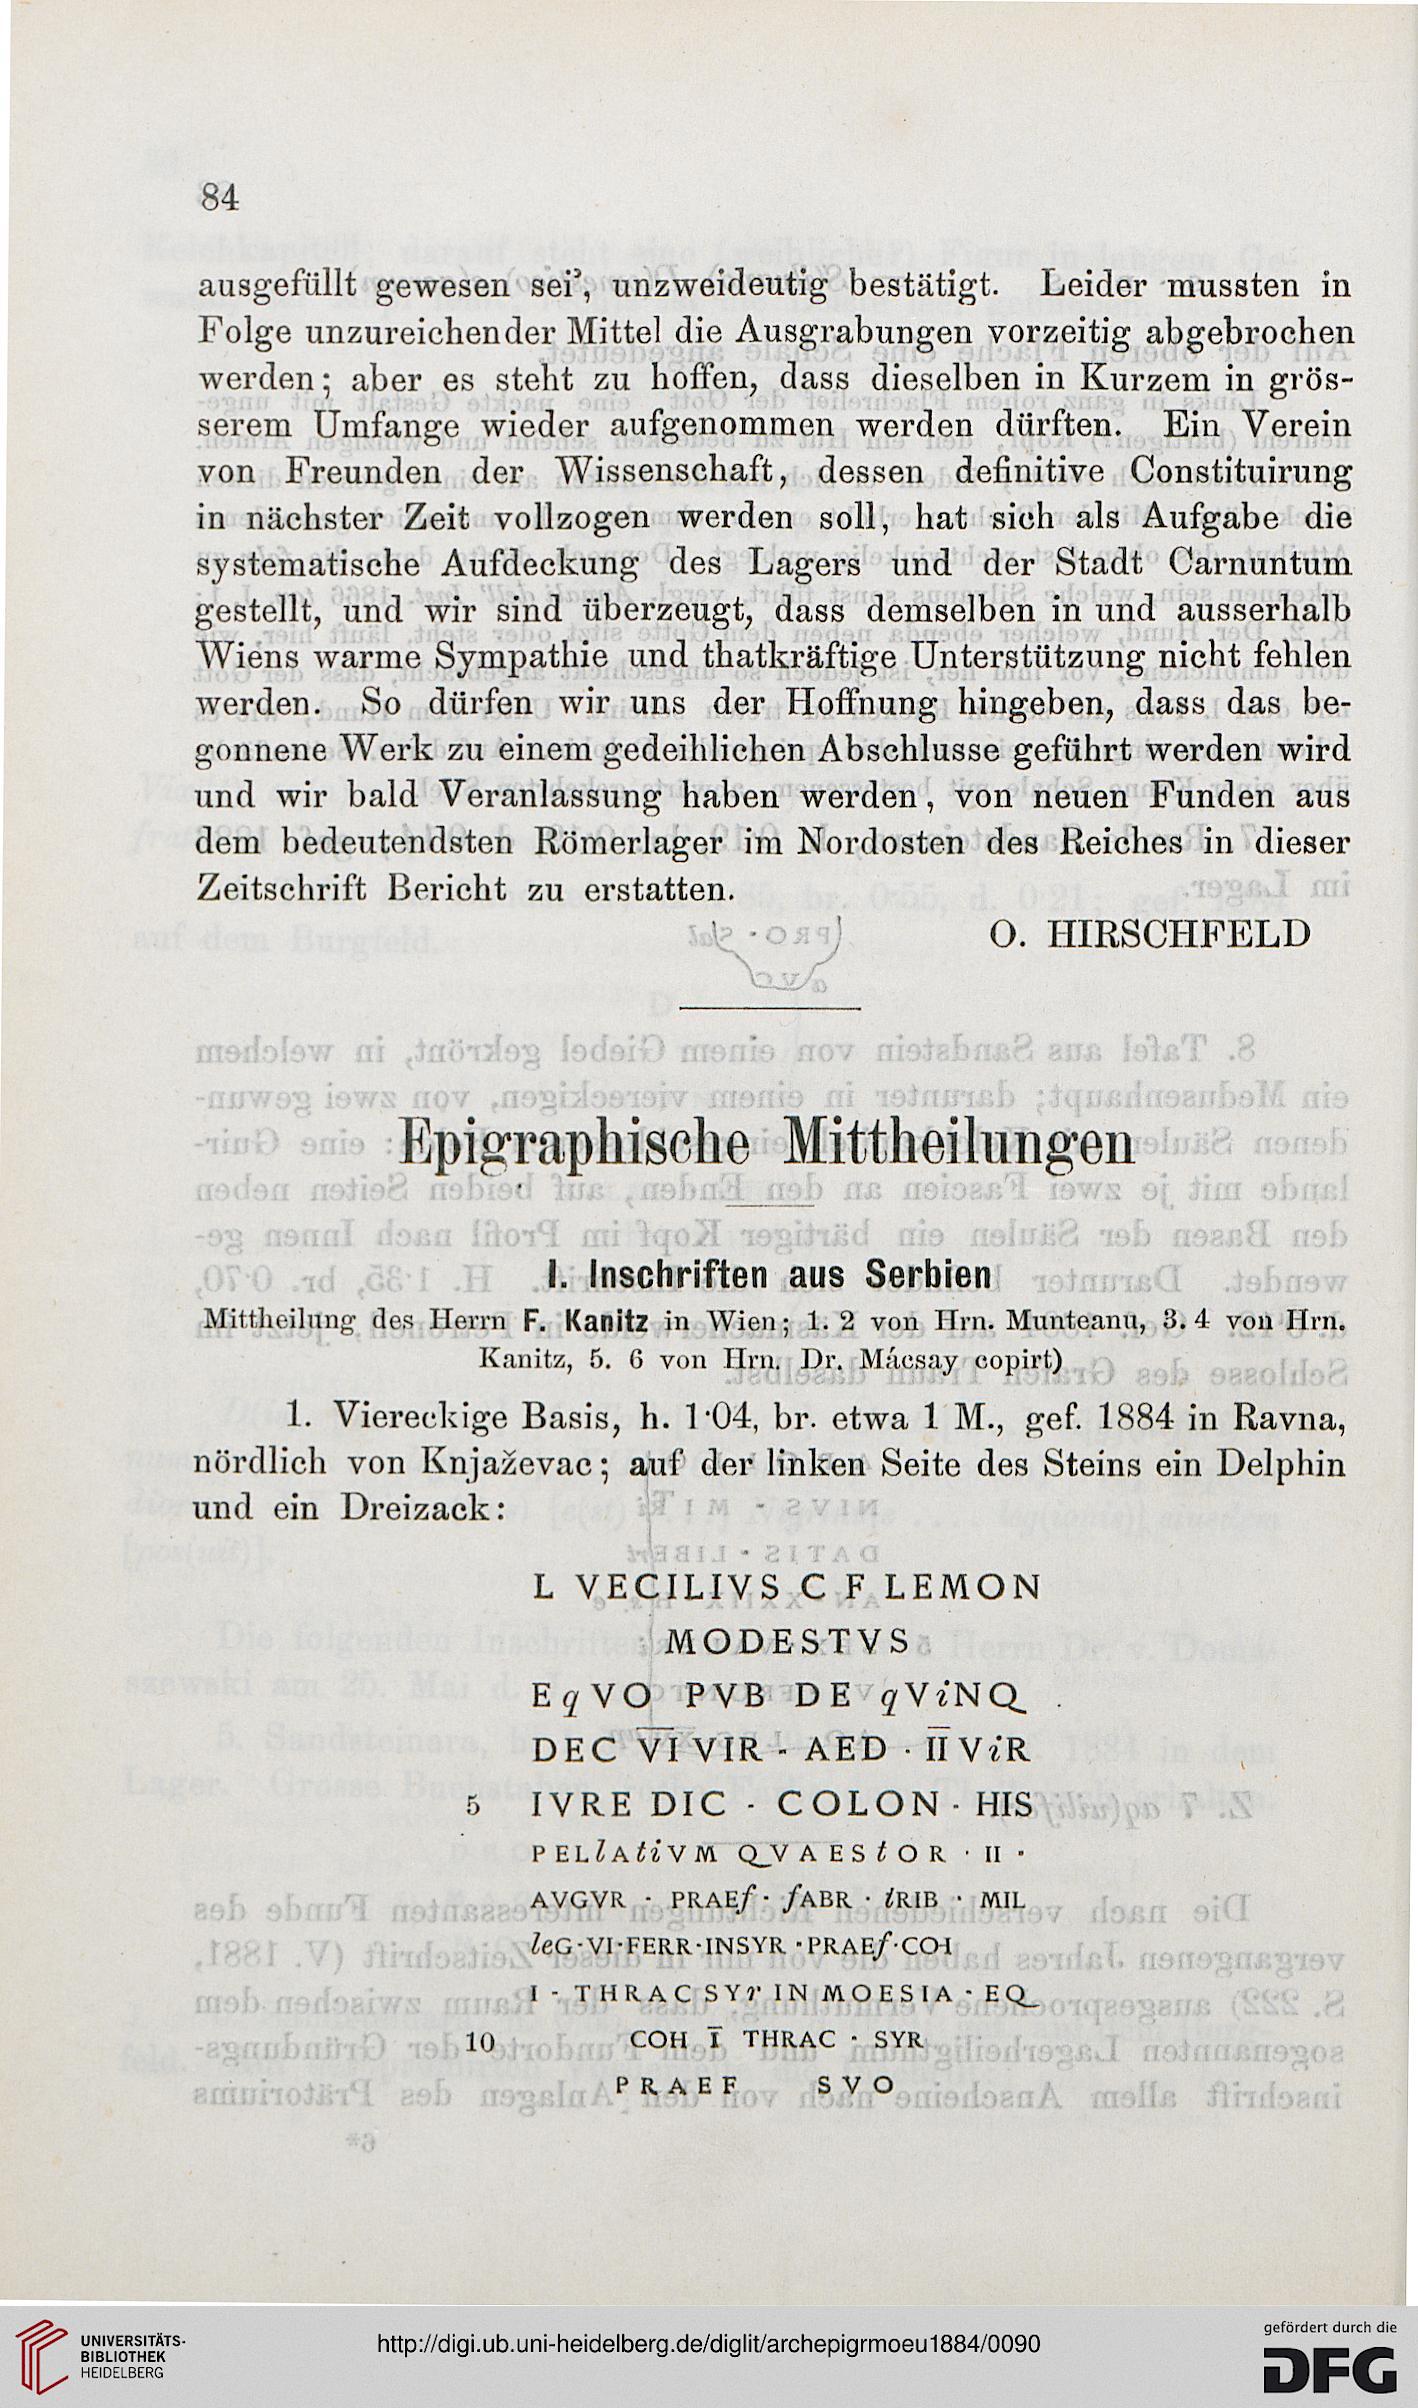 84
ausgefüllt gewesen sei’, unzweideutig bestätigt. Leider mussten in
Folge unzureichender Mittel die Ausgrabungen vorzeitig abgebrochen
werden; aber es steht zu hoffen, dass dieselben in Kurzem in grös-
serem Umfange wieder aufgenommen werden dürften. Ein Verein
von Freunden der Wissenschaft, dessen definitive Constituirung
in nächster Zeit vollzogen werden soll, hat sich als Aufgabe die
systematische Aufdeckung des Lagers und der Stadt Carnuntum
gestellt, und wir sind überzeugt, dass demselben in und ausserhalb
Wiens warme Sympathie und thatkräftige Unterstützung nicht fehlen
werden. So dürfen wir uns der Hoffnung hingeben, dass das be-
gonnene Werk zu einem gedeihlichen Abschlusse geführt werden wird
und wir bald Veranlassung haben werden, von neuen Funden aus
dem bedeutendsten Römerlager im Nordosten des Reiches in dieser
Zeitschrift Bericht zu erstatten.
O. HIRSCHFELD
Epigraphische Mittheilungen
I. Inschriften aus Serbien
Mittheilung des Herrn F. Kanitz in Wien; 1. 2 von Hrn. Munteanu, 3. 4 von Hrn.
Kanitz, 5. 6 von Hrn. Dr. Mácsay copirt)
1. Viereckige Basis, h. 1·04, br. etwa 1 M., gef. 1884 in Ravna,
nördlich von Knjaževac; auf der linken Seite des Steins ein Delphin
und ein Dreizack:
L VECILIVS C F LEMON
MODESTVS
EqVO PVB DE qViNQ
DEC V̅I̅ VIR · AED · I̅I̅ ViR
5 IVRE DIC · COLON · HIS
PELlAtiVM QVAEStOR · II ·
AVGVR · PRAEf · fABR · tRIB · MIL
leG·VI·FERR·INSYR·PRAEf·COH
I · THRAC SYr IN MOESIA · EQ
10 COH I̅ THRAC · SYR
PRAEF SVO
UNIVERSITÄTS-
BIBLIOTHEK
HEIDELBERG
http://digi.ub.uni-heidelberg.de/diglit/archepigrmoeu1884/0090
gefördert durch die
DFG